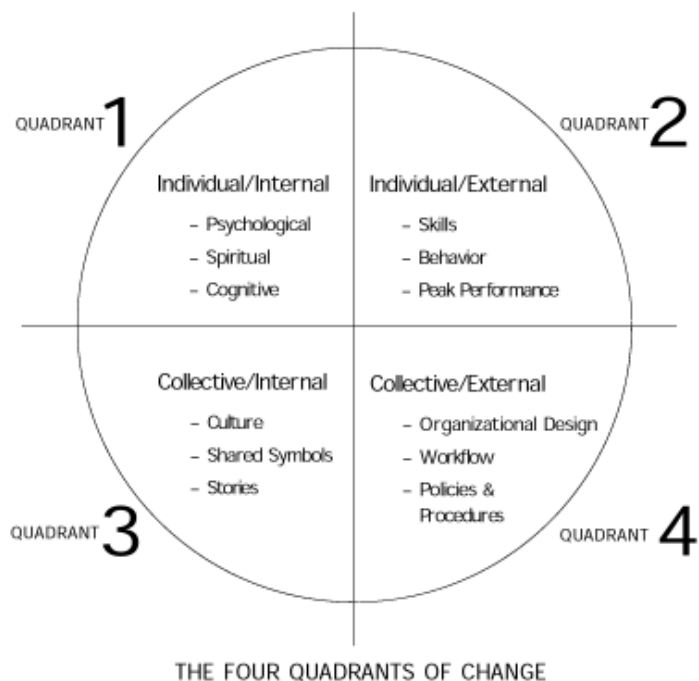 QUADRANT 1
Individual/Internal
– Psychological
– Spiritual
– Cognitive
QUADRANT 2
Individual/External
– Skills
– Behavior
– Peak Performance
QUADRANT 3
Collective/Internal
– Culture
– Shared Symbols
– Stories
QUADRANT 4
Collective/External
– Organizational Design
– Workflow
– Policies &
Procedures
THE FOUR QUADRANTS OF CHANGE